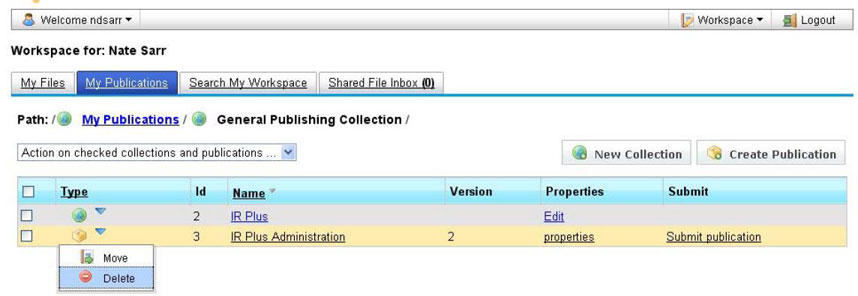 Welcome ndsarr Workspace Logout
Workspace for: Nate Sarr
My Files My Publications Search My Workspace Shared File Inbox (0)
Path: / My Publications / General Publishing Collection /
Action on checked collections and publications ... New Collection Create Publication
Type Id Name Version Properties Submit
2 IR Plus Edit
3 IR Plus Administration 2 properties Submit publication
Move
Delete